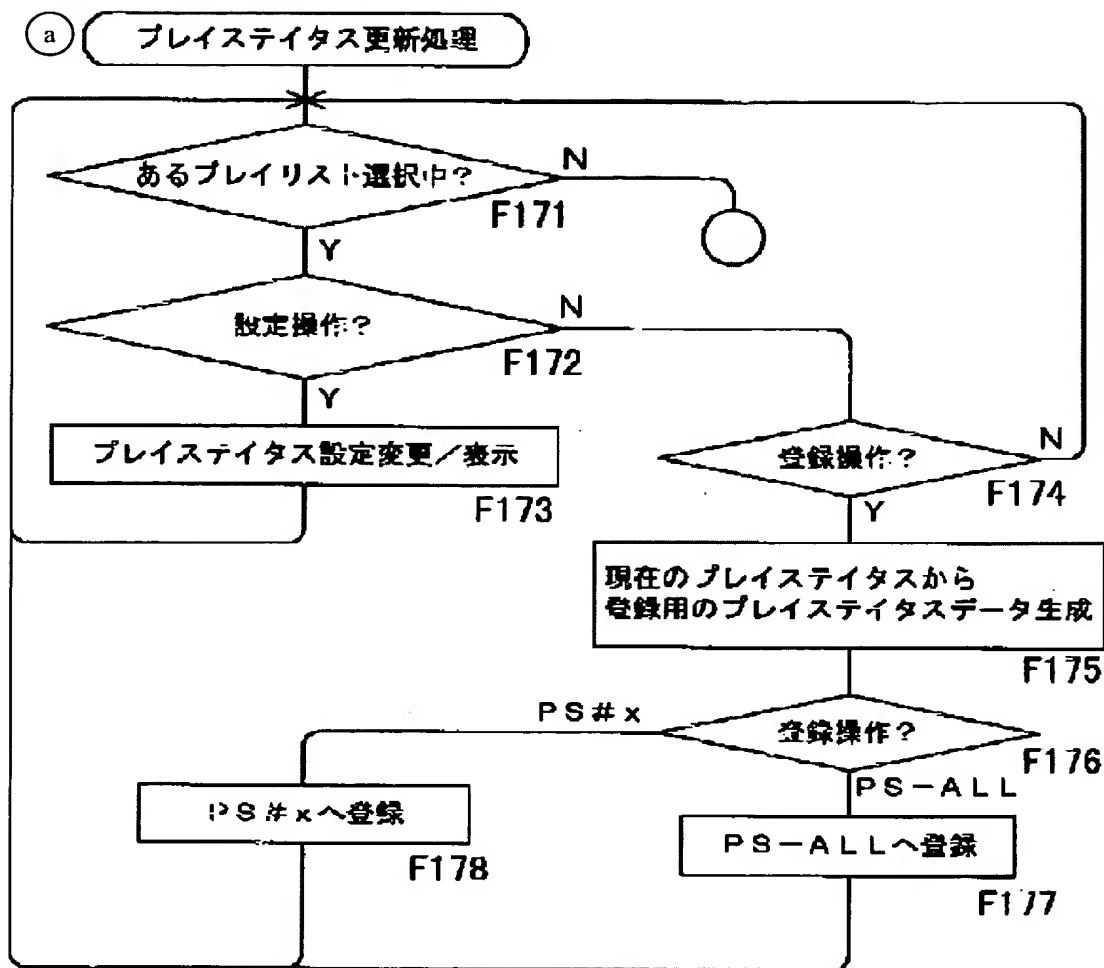 a
プレイステイタス更新処理
あるプレイリスト選択中?
N
F171
Y
設定操作?
N
F172
Y
プレイステイタス設定変更/表示
F173
登録操作?
N
F174
Y
現在のプレイステイタスから
登録用のプレイステイタスデータ生成
F175
PS#x
登録操作?
F176
PS-ALL
PS#xへ登録
F178
PS-ALLへ登録
F177